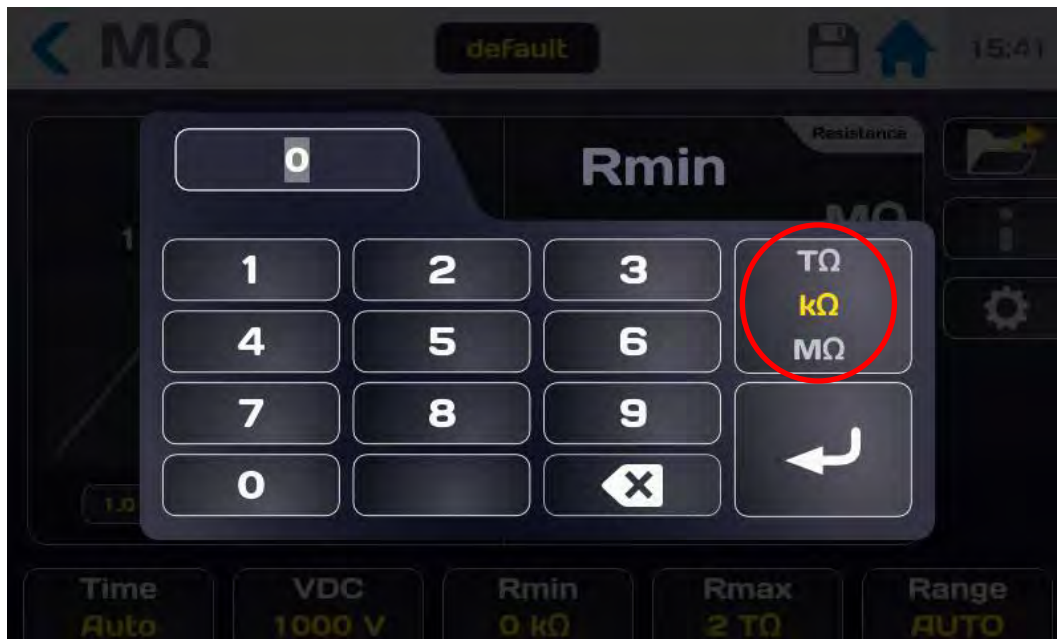 MΩ
default
15:41
0
Rmin
Resistance
MΩ
1
1 2 3
TΩ
kΩ
MΩ
4 5 6
7 8 9
0
1.0
Time VDC Rmin Rmax Range
Auto 1000 V 0 kΩ 2 TΩ AUTO